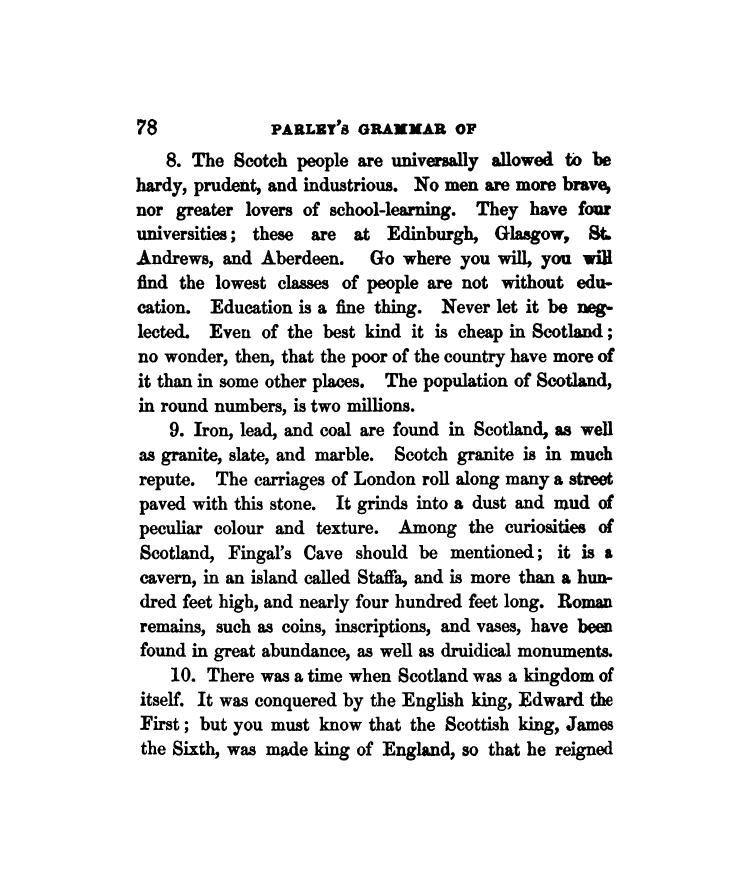 78 PARLEY'S GRAMMAR OF
8. The Scotch people are universally allowed to be
hardy, prudent, and industrious. No men are more brave,
nor greater lovers of school-learning. They have four
universities; these are at Edinburgh, Glasgow, St.
Andrews, and Aberdeen. Go where you will, you will
find the lowest classes of people are not without edu-
cation. Education is a fine thing. Never let it be neg-
lected. Even of the best kind it is cheap in Scotland;
no wonder, then, that the poor of the country have more of
it than in some other places. The population of Scotland,
in round numbers, is two millions.
9. Iron, lead, and coal are found in Scotland, as well
as granite, slate, and marble. Scotch granite is in much
repute. The carriages of London roll along many a street
paved with this stone. It grinds into a dust and mud of
peculiar colour and texture. Among the curiosities of
Scotland, Fingal's Cave should be mentioned; it is a
cavern, in an island called Staffa, and is more than a hun-
dred feet high, and nearly four hundred feet long. Roman
remains, such as coins, inscriptions, and vases, have been
found in great abundance, as well as druidical monuments.
10. There was a time when Scotland was a kingdom of
itself. It was conquered by the English king, Edward the
First; but you must know that the Scottish king, James
the Sixth, was made king of England, so that he reigned